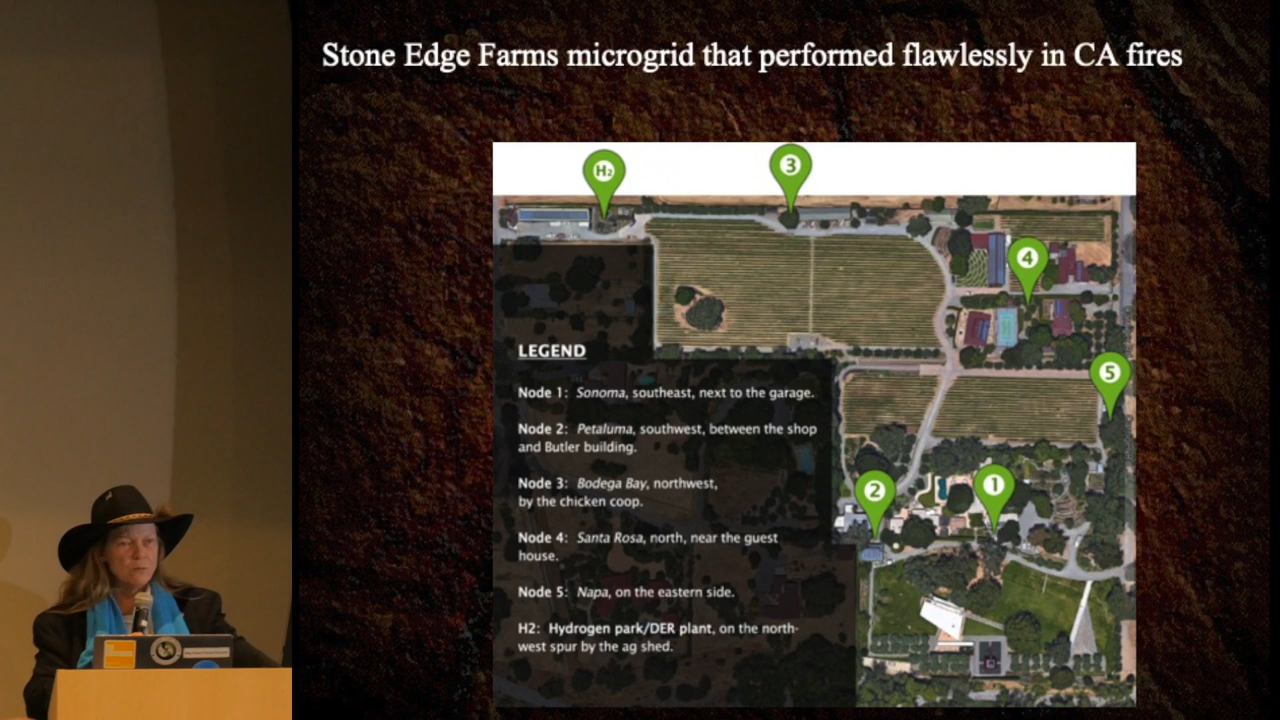 Stone Edge Farms microgrid that performed flawlessly in CA fires
H₂
3
4
5
2
1
LEGEND
Node 1: Sonoma, southeast, next to the garage.
Node 2: Petaluma, southwest, between the shop
and Butler building.
Node 3: Bodega Bay, northwest,
by the chicken coop.
Node 4: Santa Rosa, north, near the guest
house.
Node 5: Napa, on the eastern side.
H2: Hydrogen park/DER plant, on the north-
west spur by the ag shed.